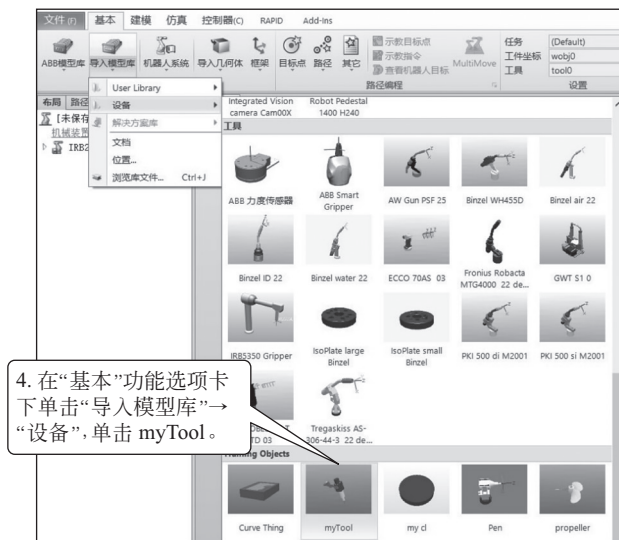 文件(F) 基本 建模 仿真 控制器(C) RAPID Add-Ins
ABB模型库 导入模型库 机器人系统 导入几何体 框架 目标点 路径 其它
示教目标点
示教指令
查看机器人目标
MultiMove
路径编程
任务 (Default)
工件坐标 wobj0
工具 tool0
设置
布局 路径
[未保存
机械装置
IRB2
User Library
设备
解决方案库
文档
位置...
浏览库文件... Ctrl+J
Integrated Vision
camera Cam00X
Robot Pedestal
1400 H240
工具
ABB 力度传感器
ABB Smart
Gripper
AW Gun PSF 25
Binzel WH455D
Binzel air 22
Binzel ID 22
Binzel water 22
ECCO 70AS 03
Fronius Robacta
MTG4000 22 de...
GWT S1 0
IRB5350 Gripper
IsoPlate large
Binzel
IsoPlate small
Binzel
PKI 500 di M2001
PKI 500 si M2001
TD 03
Tregaskiss AS-
306-44-3 22 de...
4. 在“基本”功能选项卡
下单击“导入模型库”→
“设备”,单击 myTool。
Training Objects
Curve Thing
myTool
my cl
Pen
propeller